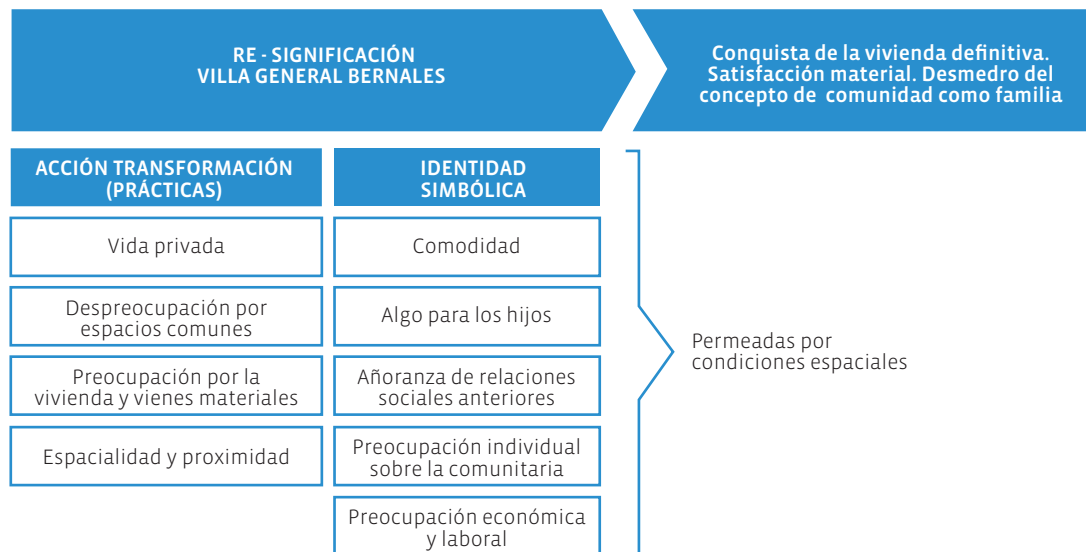 RE - SIGNIFICACIÓN
VILLA GENERAL BERNALES
Conquista de la vivienda definitiva.
Satisfacción material. Desmedro del
concepto de comunidad como familia
ACCIÓN TRANSFORMACIÓN
(PRÁCTICAS)
Vida privada
Despreocupación por
espacios comunes
Preocupación por la
vivienda y vienes materiales
Espacialidad y proximidad
IDENTIDAD
SIMBÓLICA
Comodidad
Algo para los hijos
Añoranza de relaciones
sociales anteriores
Preocupación individual
sobre la comunitaria
Preocupación económica
y laboral
Permeadas por
condiciones espaciales